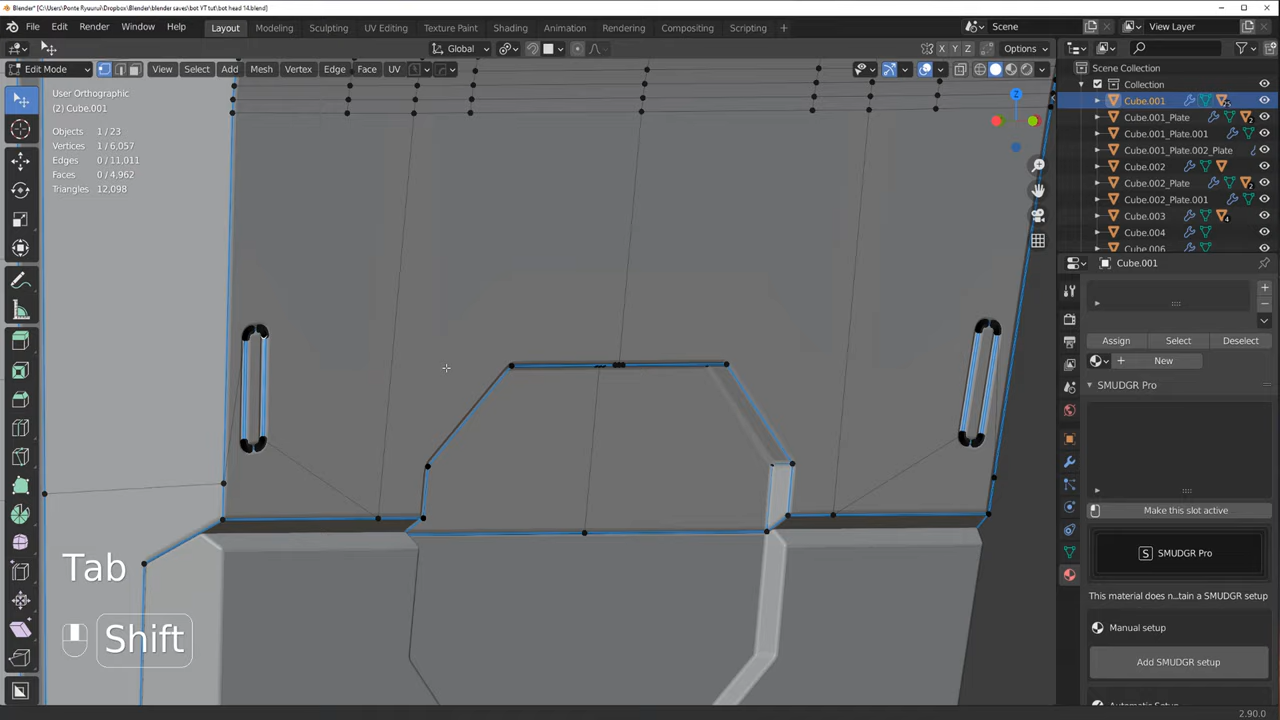 Blender* [C:\Users\Ponte Ryuurui\Dropbox\Blender\blender saves\bot YT tut\bot head 14.blend]
File Edit Render Window Help Layout Modeling Sculpting UV Editing Texture Paint Shading Animation Rendering Compositing Scripting + Scene View Layer
Global X Y Z Options
Edit Mode View Select Add Mesh Vertex Edge Face UV
User Orthographic
(2) Cube.001
Objects 1/23
Vertices 1/6,057
Edges 0/11,011
Faces 0/4,962
Triangles 12,098
Z
Scene Collection
Collection
Cube.001
Cube.001_Plate
Cube.001_Plate.001
Cube.001_Plate.002_Plate
Cube.002
Cube.002_Plate
Cube.002_Plate.001
Cube.003
Cube.004
Cube.006
Cube.001
Assign Select Deselect
New
SMUDGR Pro
Make this slot active
S SMUDGR Pro
This material does n...tain a SMUDGR setup
Manual setup
Add SMUDGR setup
Tab
Shift
2.90.0